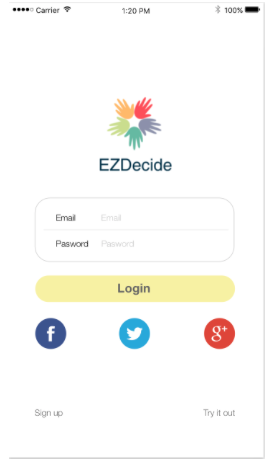 Carrier 1:20 PM 100%
EZDecide
Email Email
Pasword Pasword
Login
f g+
Sign up Try it out